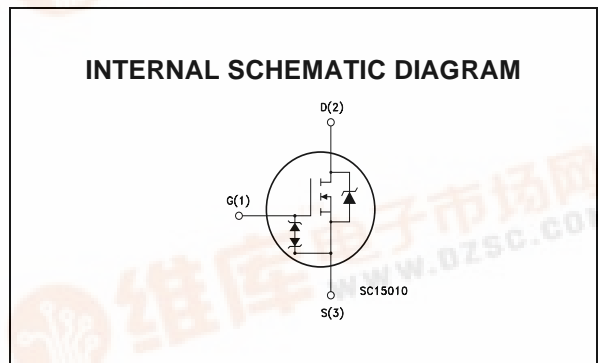 INTERNAL SCHEMATIC DIAGRAM
D(2)
G(1)
S(3)
SC15010
维库电子市场网
WWW.DZSC.COM